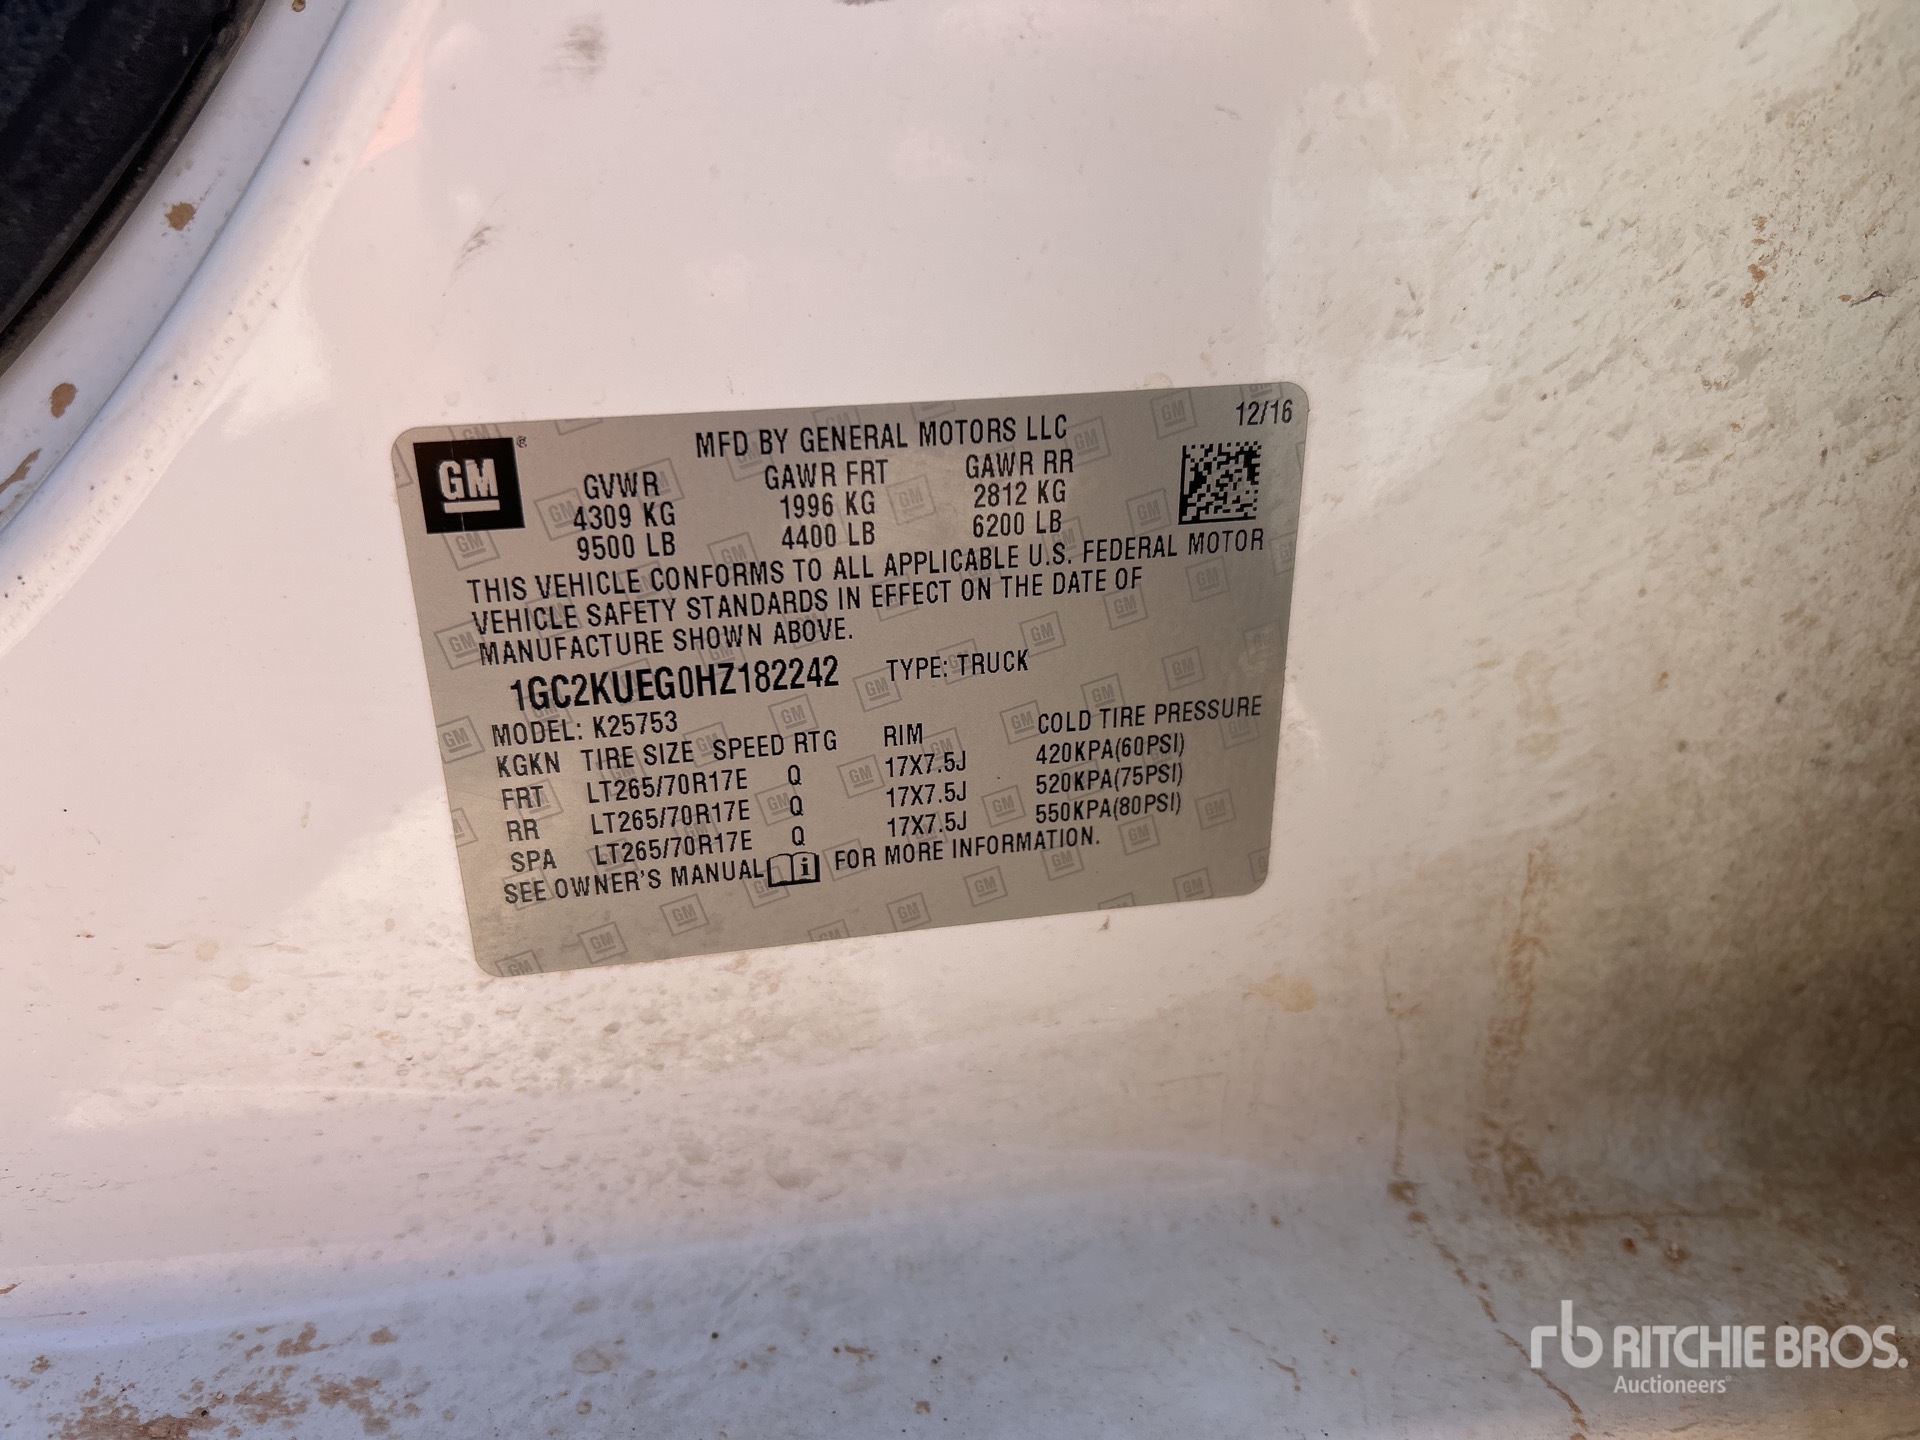 GM ®
MFD BY GENERAL MOTORS LLC 12/16
GVWR GAWR FRT GAWR RR
4309 KG 1996 KG 2812 KG
9500 LB 4400 LB 6200 LB
THIS VEHICLE CONFORMS TO ALL APPLICABLE U.S. FEDERAL MOTOR
VEHICLE SAFETY STANDARDS IN EFFECT ON THE DATE OF
MANUFACTURE SHOWN ABOVE.
1GC2KUEG0HZ182242 TYPE: TRUCK
MODEL: K25753
KGKN TIRE SIZE SPEED RTG RIM COLD TIRE PRESSURE
FRT LT265/70R17E Q 17X7.5J 420KPA(60PSI)
RR LT265/70R17E Q 17X7.5J 520KPA(75PSI)
SPA LT265/70R17E Q 17X7.5J 550KPA(80PSI)
SEE OWNER'S MANUAL i FOR MORE INFORMATION.
rb RITCHIE BROS.
Auctioneers